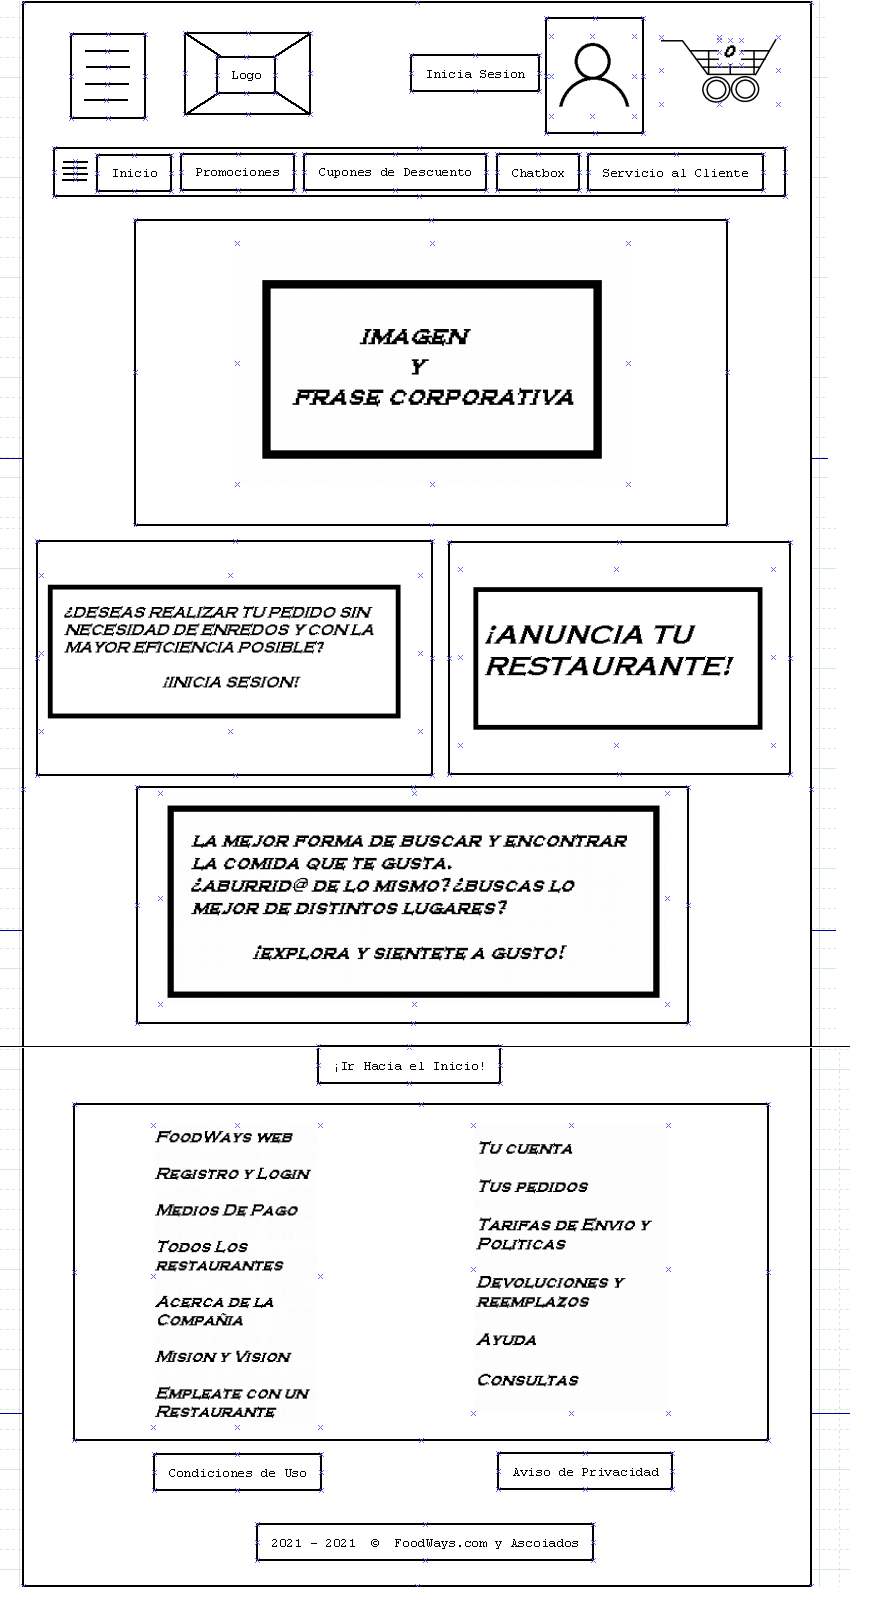 Logo
Inicia Sesion
0
Inicio
Promociones
Cupones de Descuento
Chatbox
Servicio al Cliente
IMAGEN
Y
FRASE CORPORATIVA
¿DESEAS REALIZAR TU PEDIDO SIN
NECESIDAD DE ENREDOS Y CON LA
MAYOR EFICIENCIA POSIBLE?
¡INICIA SESION!
¡ANUNCIA TU
RESTAURANTE!
LA MEJOR FORMA DE BUSCAR Y ENCONTRAR
LA COMIDA QUE TE GUSTA.
¿ABURRID@ DE LO MISMO? ¿BUSCAS LO
MEJOR DE DISTINTOS LUGARES?
¡EXPLORA Y SIENTETE A GUSTO!
¡Ir Hacia el Inicio!
FOODWAYS WEB
REGISTRO Y LOGIN
MEDIOS DE PAGO
TODOS LOS
RESTAURANTES
ACERCA DE LA
COMPAÑIA
MISION Y VISION
EMPLEATE CON UN
RESTAURANTE
TU CUENTA
TUS PEDIDOS
TARIFAS DE ENVIO Y
POLITICAS
DEVOLUCIONES Y
REEMPLAZOS
AYUDA
CONSULTAS
Condiciones de Uso
Aviso de Privacidad
2021 - 2021 © FoodWays.com y Ascoiados